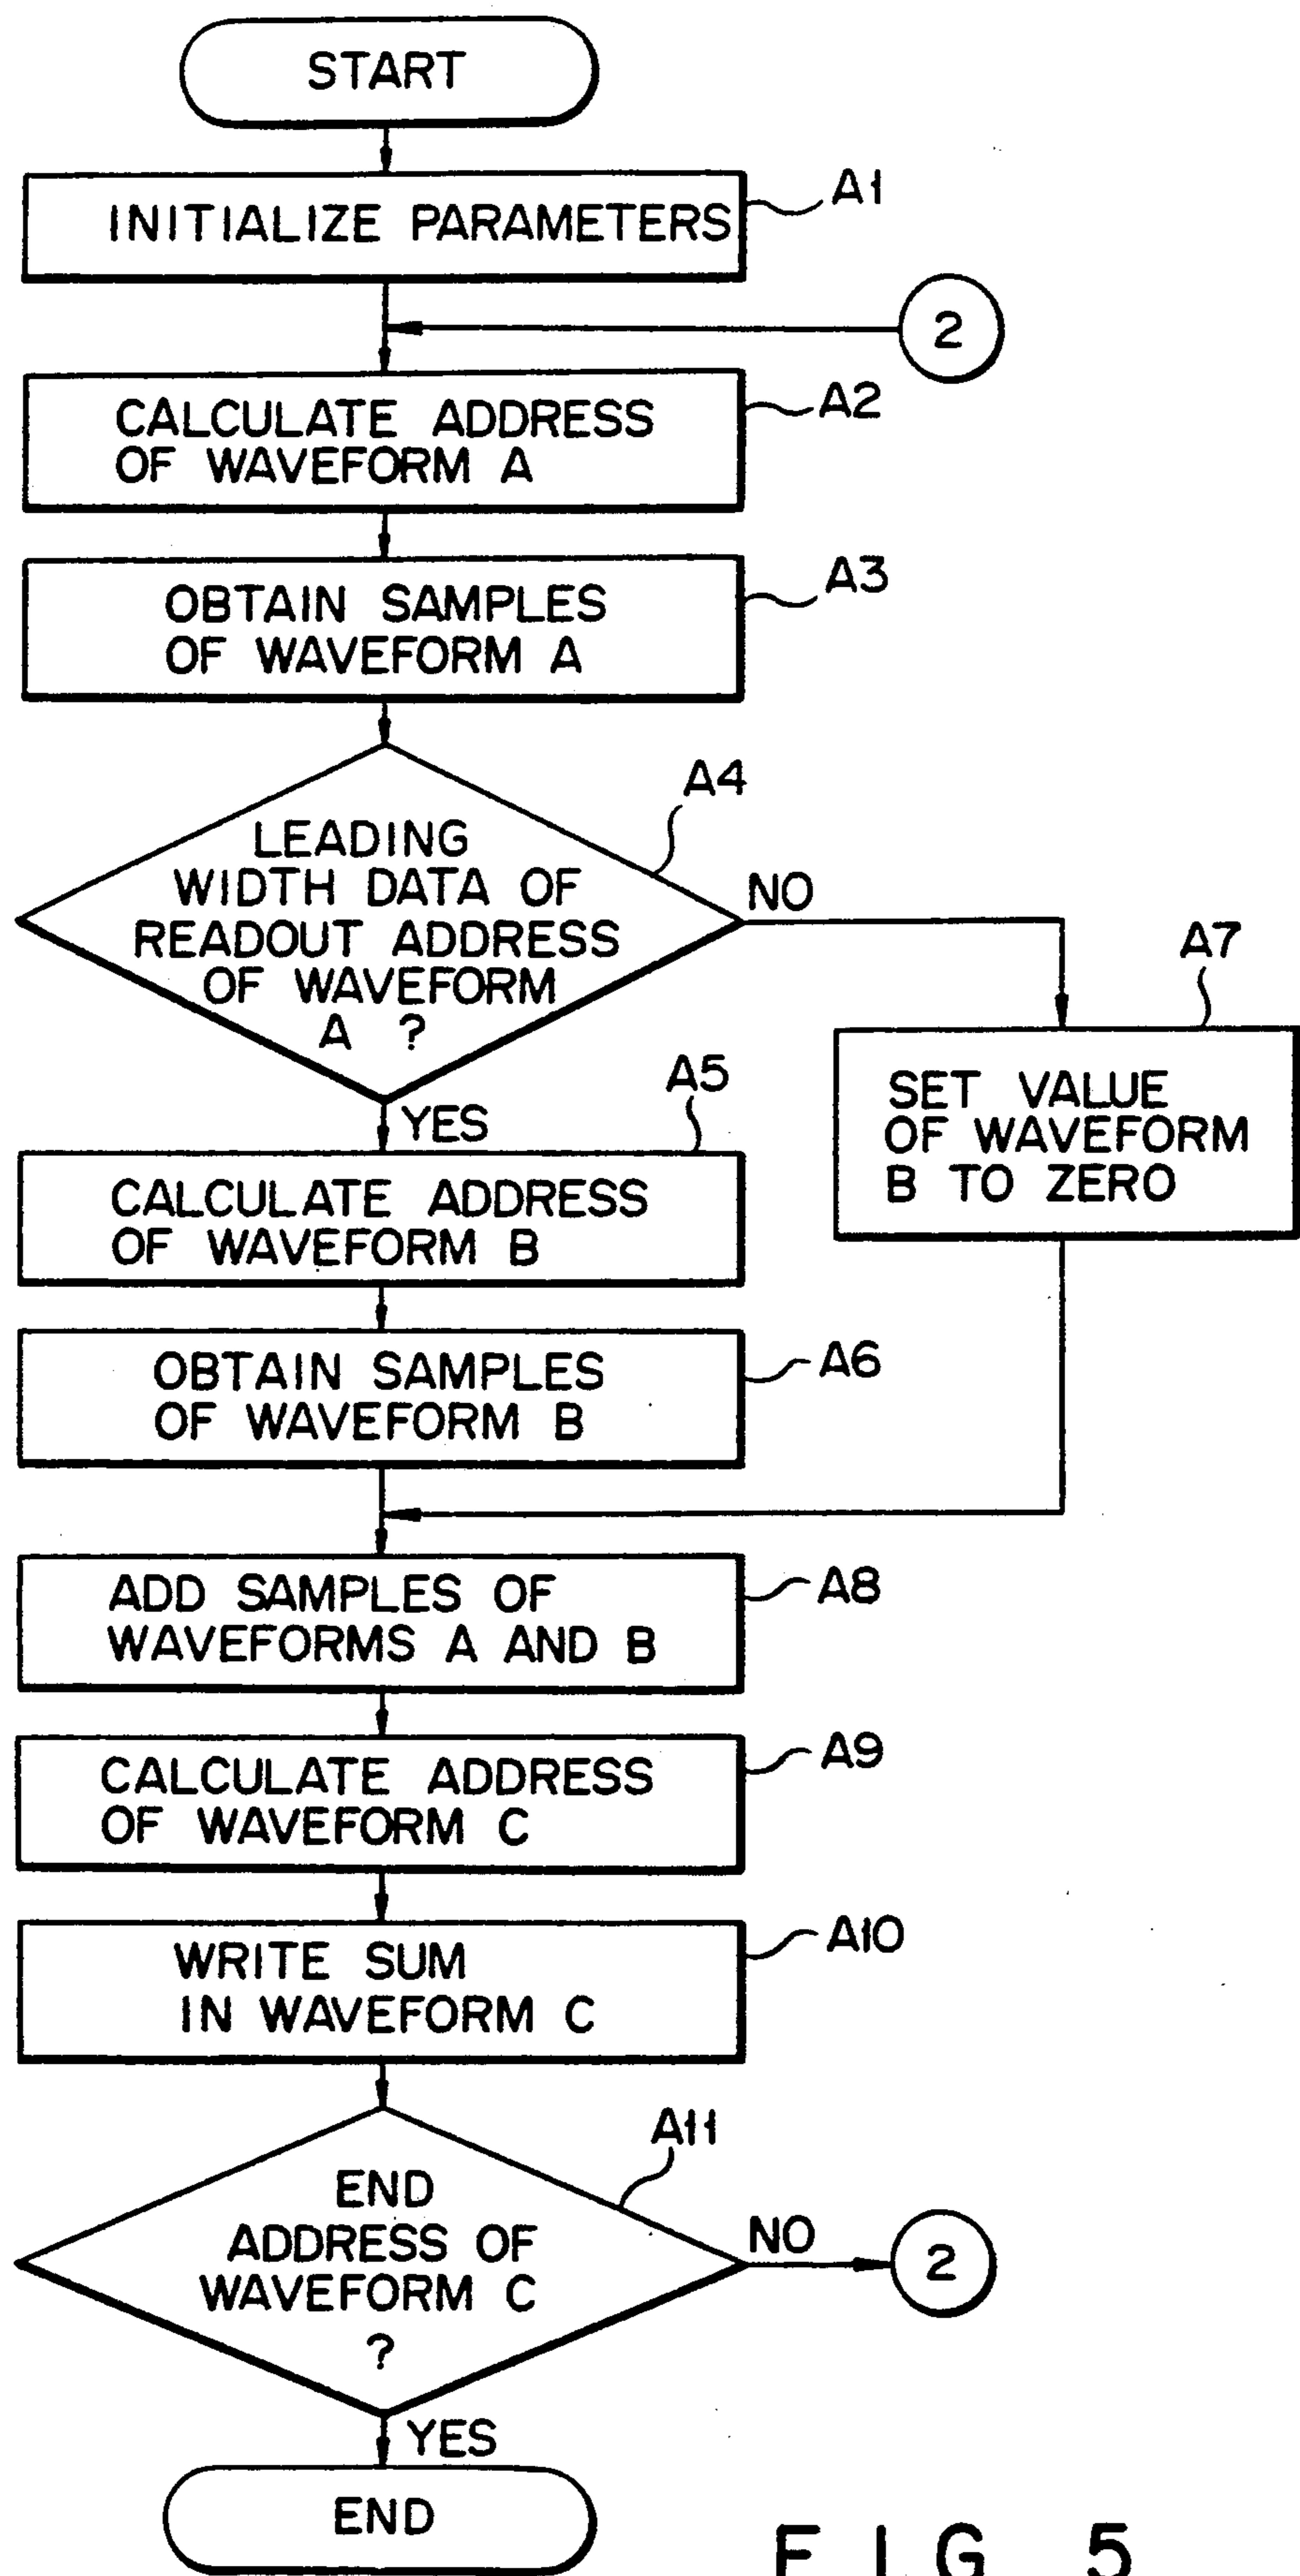 START
INITIALIZE PARAMETERS
A1
2
CALCULATE ADDRESS
OF WAVEFORM A
A2
OBTAIN SAMPLES
OF WAVEFORM A
A3
A4
LEADING
WIDTH DATA OF
READOUT ADDRESS
OF WAVEFORM
A ?
NO
YES
A7
SET VALUE
OF WAVEFORM
B TO ZERO
A5
CALCULATE ADDRESS
OF WAVEFORM B
OBTAIN SAMPLES
OF WAVEFORM B
A6
ADD SAMPLES OF
WAVEFORMS A AND B
A8
CALCULATE ADDRESS
OF WAVEFORM C
A9
WRITE SUM
IN WAVEFORM C
A10
A11
END
ADDRESS OF
WAVEFORM C
?
NO
2
YES
END
FIG. 5